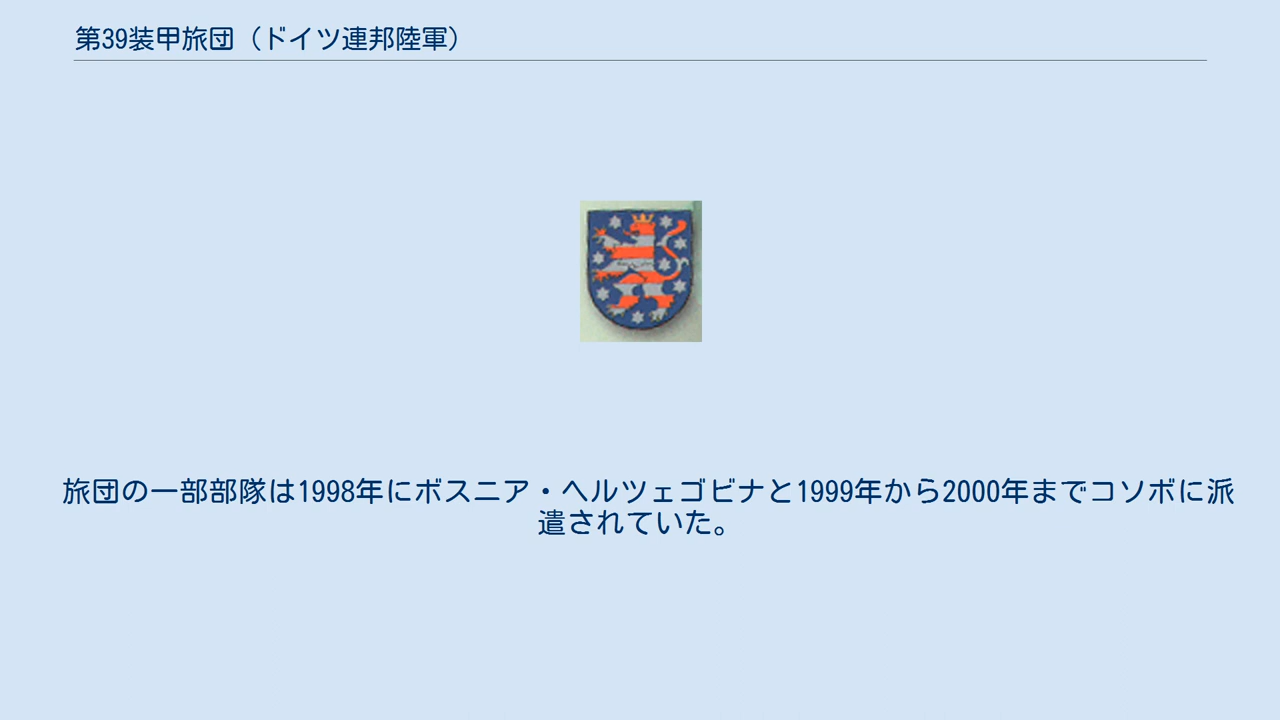 第39装甲旅団（ドイツ連邦陸軍）
旅団の一部部隊は1998年にボスニア・ヘルツェゴビナと1999年から2000年までコソボに派
遣されていた。